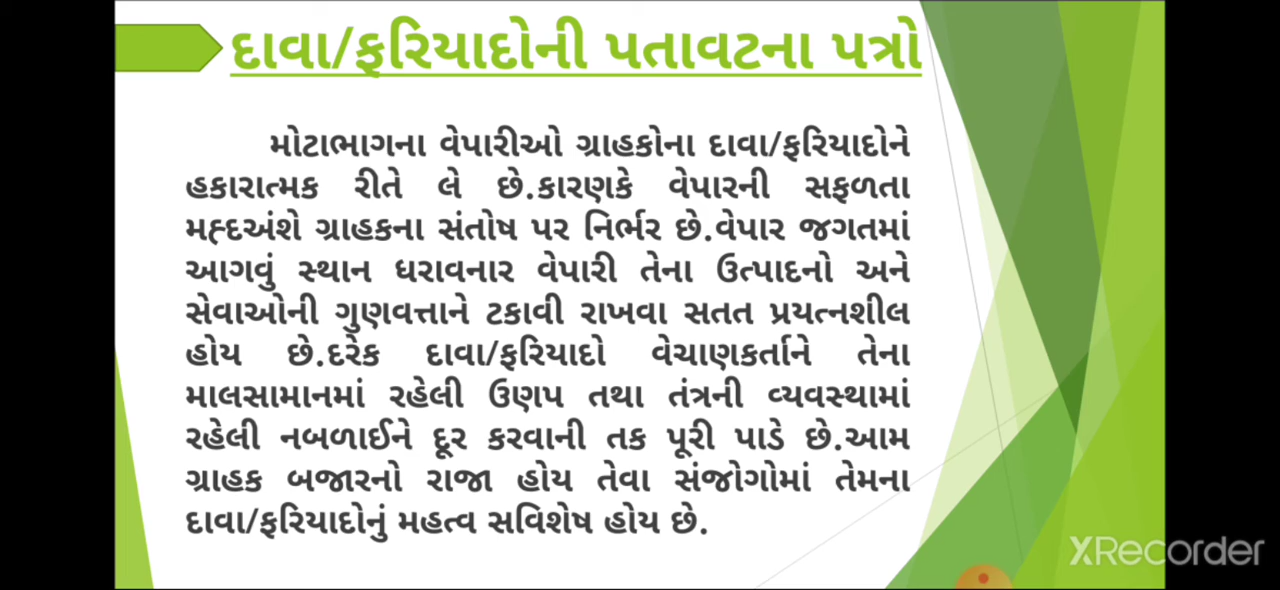 દાવા/ફરિયાદોની પતાવટના પત્રો
મોટાભાગના વેપારીઓ ગ્રાહકોના દાવા/ફરિયાદોને
હકારાત્મક રીતે લે છે.કારણકે વેપારની સફળતા
મહ્દઅંશે ગ્રાહકના સંતોષ પર નિર્ભર છે.વેપાર જગતમાં
આગવું સ્થાન ધરાવનાર વેપારી તેના ઉત્પાદનો અને
સેવાઓની ગુણવત્તાને ટકાવી રાખવા સતત પ્રયત્નશીલ
હોય છે.દરેક દાવા/ફરિયાદો વેચાણકર્તાને તેના
માલસામાનમાં રહેલી ઉણપ તથા તંત્રની વ્યવસ્થામાં
રહેલી નબળાઈને દૂર કરવાની તક પૂરી પાડે છે.આમ
ગ્રાહક બજારનો રાજા હોય તેવા સંજોગોમાં તેમના
દાવા/ફરિયાદોનું મહત્વ સવિશેષ હોય છે.
XRecorder